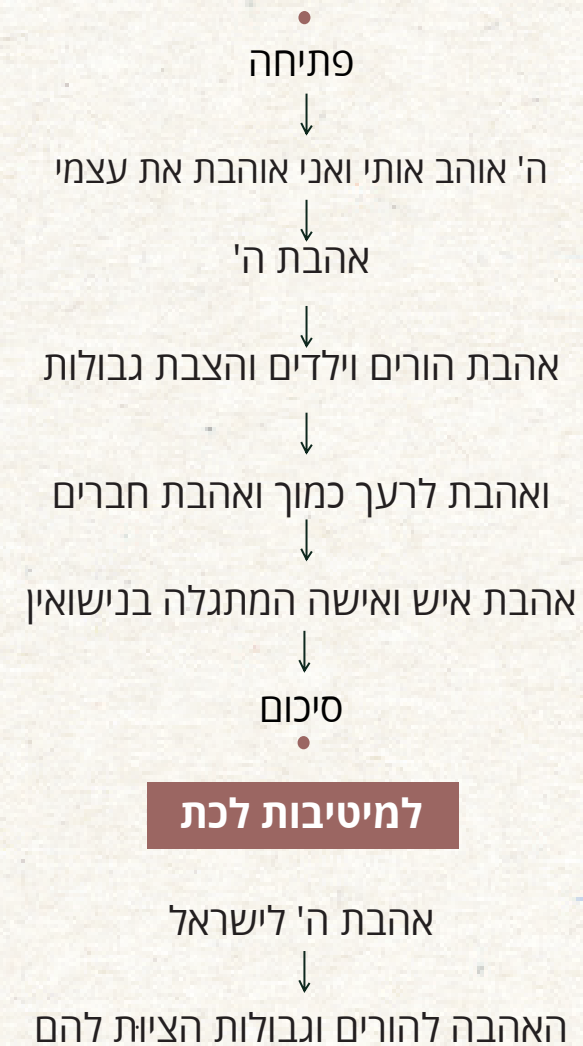 פתיחה
ה' אוהב אותי ואני אוהבת את עצמי
אהבת ה'
אהבת הורים וילדים והצבת גבולות
ואהבת לרעך כמוך ואהבת חברים
אהבת איש ואישה המתגלה בנישואין
סיכום
למיטיבות לכת
אהבת ה' לישראל
האהבה להורים וגבולות הציות להם